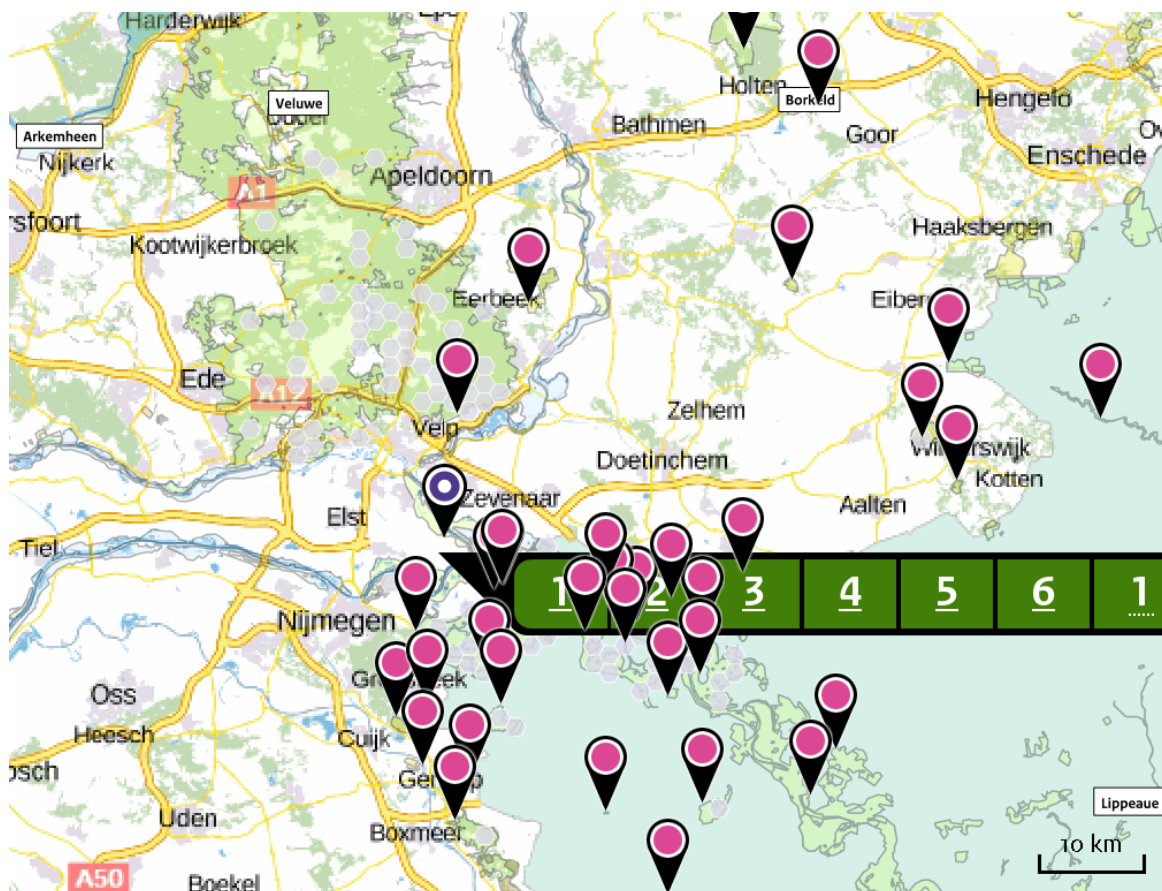 Harderwijk
Holten
Borkeld
Hengelo
Veluwe
Bathmen
Goor
Arkemheen
Nijkerk
Enschede
Apeldoorn
A1
rsfoort
Kootwijkerbroek
Haaksbergen
Eerbeek
Ede
Velp
Zelhem
Doetinchem
Kotten
Zevenaar
Aalten
Elst
Tiel
1 2 3 4 5 6 1
Nijmegen
Oss
Heesch
Cuijk
osch
Uden
Boxmeer
Lippeaue
10 km
A50
Boekel